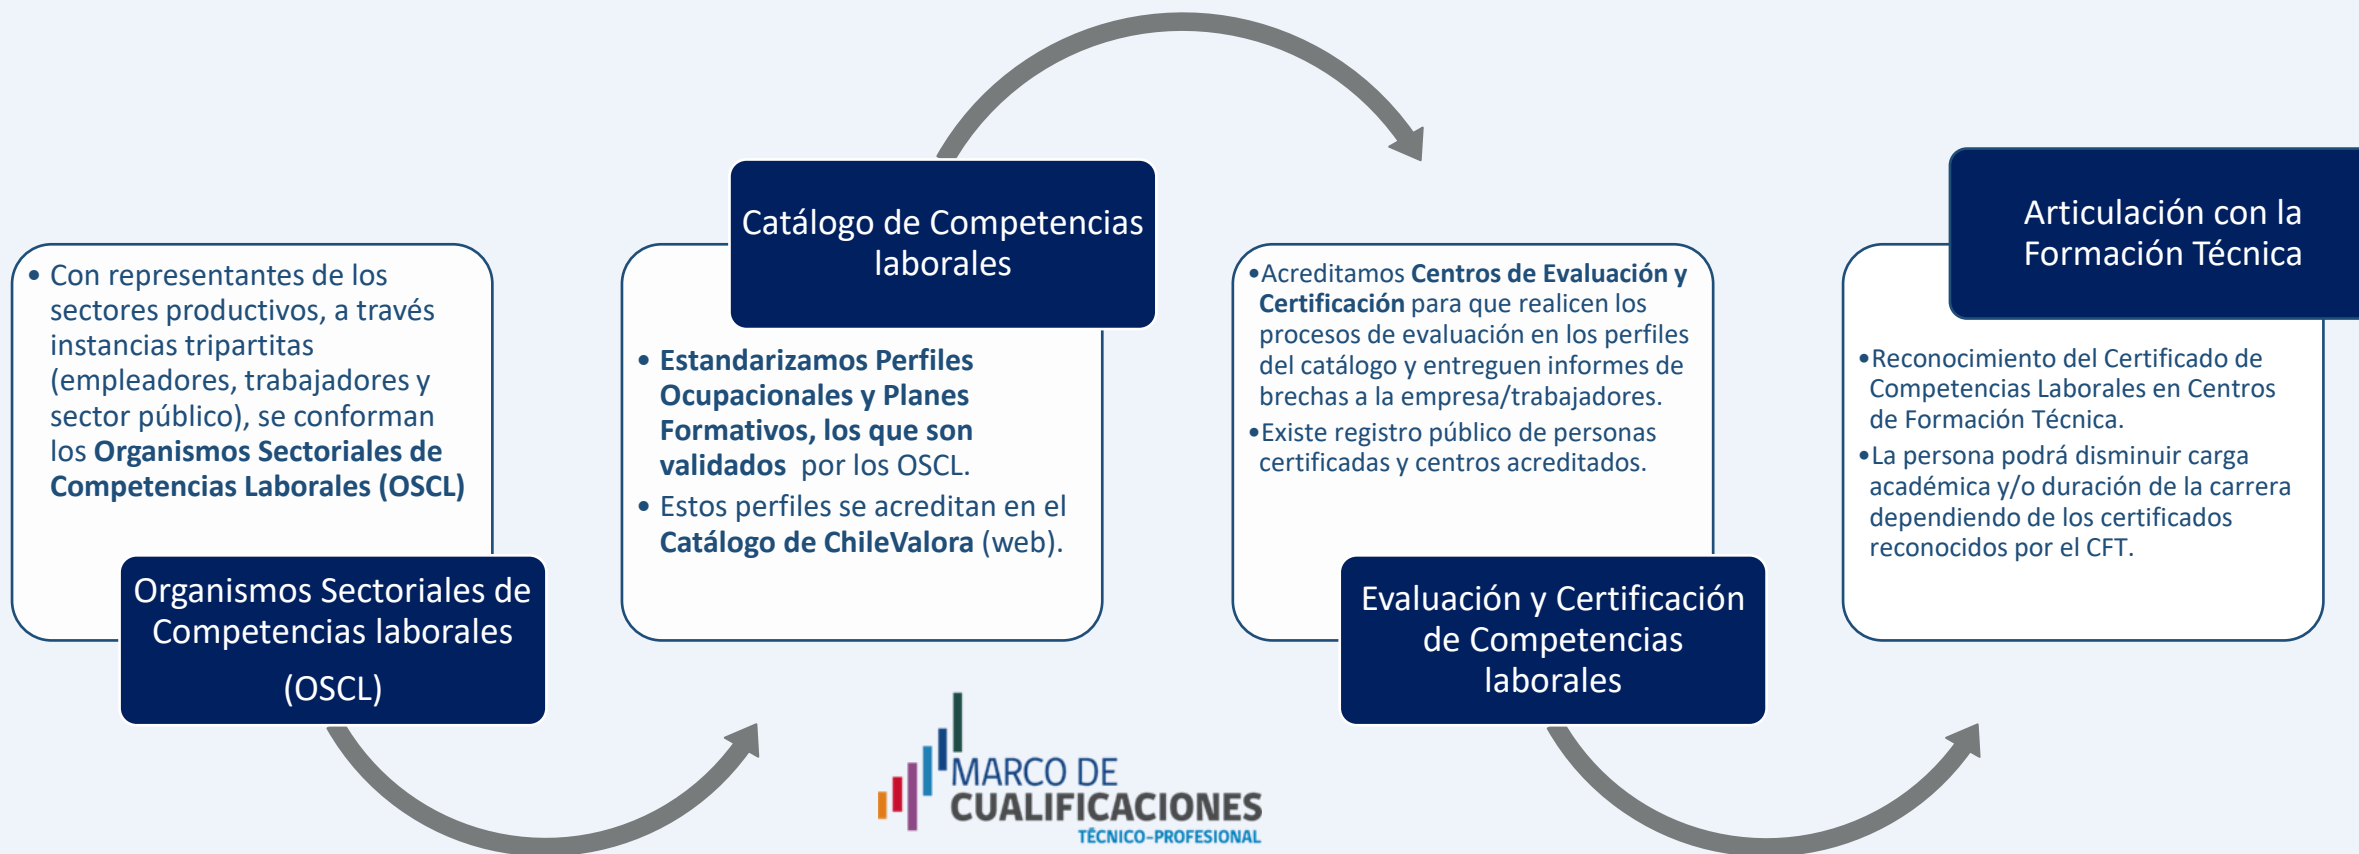 • Con representantes de los
sectores productivos, a través
instancias tripartitas
(empleadores, trabajadores y
sector público), se conforman
los Organismos Sectoriales de
Competencias Laborales (OSCL)
Organismos Sectoriales de
Competencias laborales
(OSCL)
Catálogo de Competencias
laborales
• Estandarizamos Perfiles
Ocupacionales y Planes
Formativos, los que son
validados por los OSCL.
• Estos perfiles se acreditan en el
Catálogo de ChileValora (web).
•Acreditamos Centros de Evaluación y
Certificación para que realicen los
procesos de evaluación en los perfiles
del catálogo y entreguen informes de
brechas a la empresa/trabajadores.
•Existe registro público de personas
certificadas y centros acreditados.
Evaluación y Certificación
de Competencias
laborales
Articulación con la
Formación Técnica
•Reconocimiento del Certificado de
Competencias Laborales en Centros
de Formación Técnica.
•La persona podrá disminuir carga
académica y/o duración de la carrera
dependiendo de los certificados
reconocidos por el CFT.
MARCO DE
CUALIFICACIONES
TÉCNICO-PROFESIONAL